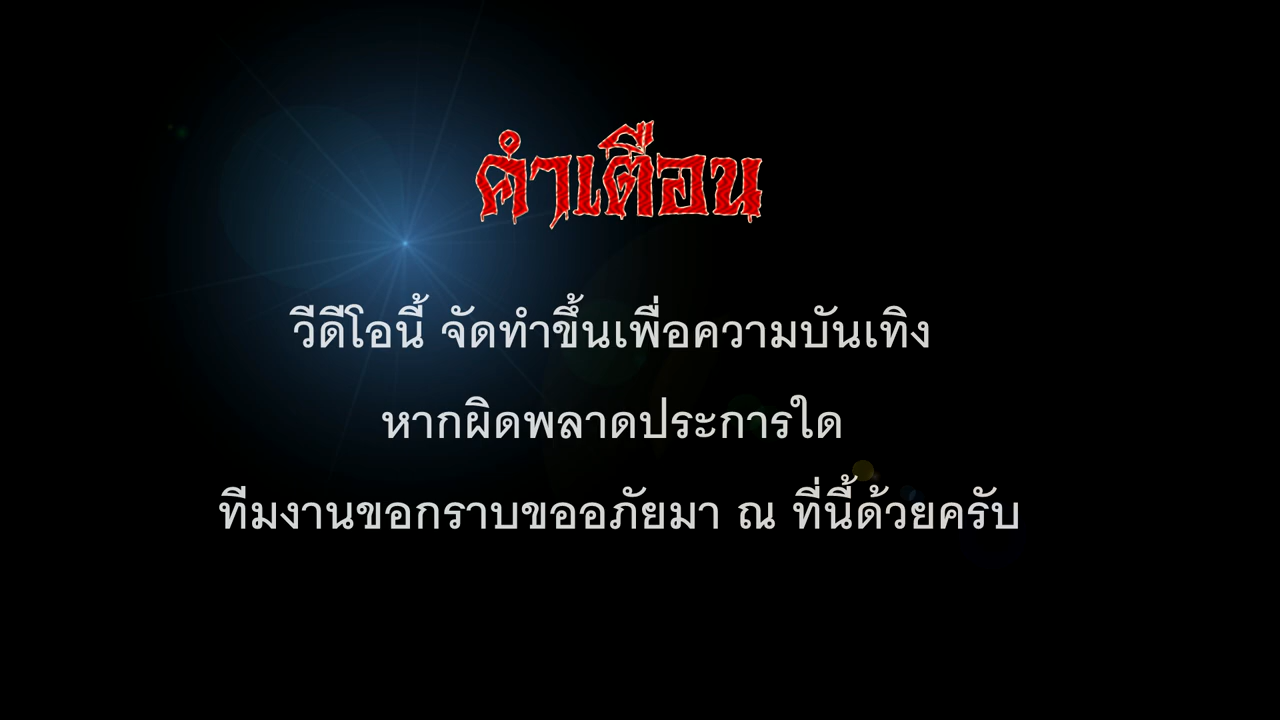 คำเตือน
วีดีโอนี้ จัดทำขึ้นเพื่อความบันเทิง
หากผิดพลาดประการใด
ทีมงานขอกราบขออภัยมา ณ ที่นี้ด้วยครับ